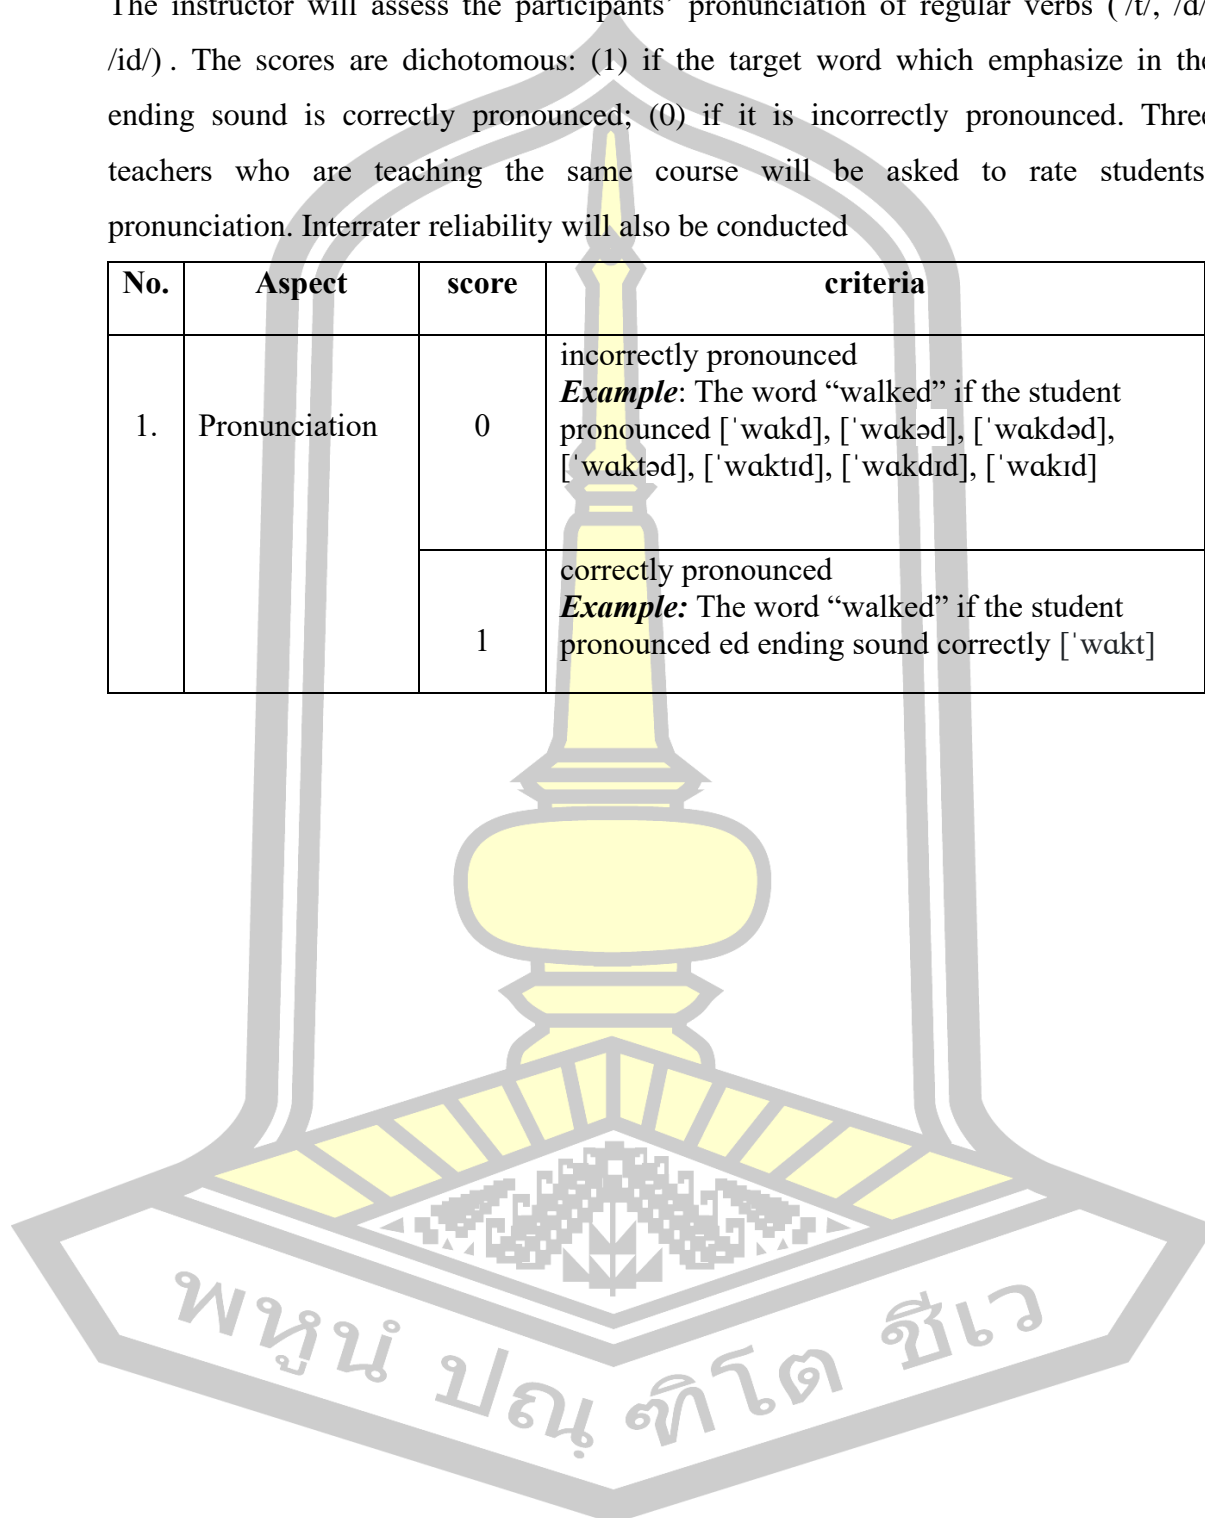 The instructor will assess the participants’ pronunciation of regular verbs ( /t/, /d/
/id/) . The scores are dichotomous: (1) if the target word which emphasize in the
ending sound is correctly pronounced; (0) if it is incorrectly pronounced. Three
teachers who are teaching the same course will be asked to rate students
pronunciation. Interrater reliability will also be conducted
No. Aspect score criteria
incorrectly pronounced
Example: The word “walked” if the student
1. Pronunciation 0 pronounced [ˈwɑkd], [ˈwɑkəd], [ˈwɑkdəd],
[ˈwɑktəd], [ˈwɑktɪd], [ˈwɑkdɪd], [ˈwɑkɪd]
correctly pronounced
Example: The word “walked” if the student
1 pronounced ed ending sound correctly [ˈwɑkt]
พหูนํ ปณฺฑิโต ชีเว